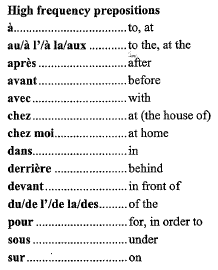 High frequency prepositions
à..............................to, at
au/à l'/à la/aux ...........to the, at the
après.........................after
avant.........................before
avec..........................with
chez..........................at (the house of)
chez moi....................at home
dans..........................in
derrière .....................behind
devant.......................in front of
du/de l'/de la/des........of the
pour ..........................for, in order to
sous ..........................under
sur ............................on